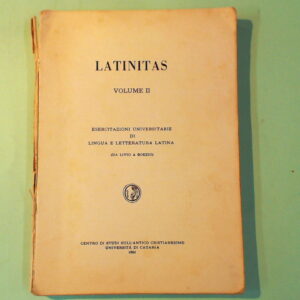 LATINITAS
VOLUME II
ESERCITAZIONI UNIVERSITARIE
DI
LINGUA E LETTERATURA LATINA
(DA LIVIO A BOEZIO)
CENTRO DI STUDI SULL'ANTICO CRISTIANESIMO
UNIVERSITÀ DI CATANIA